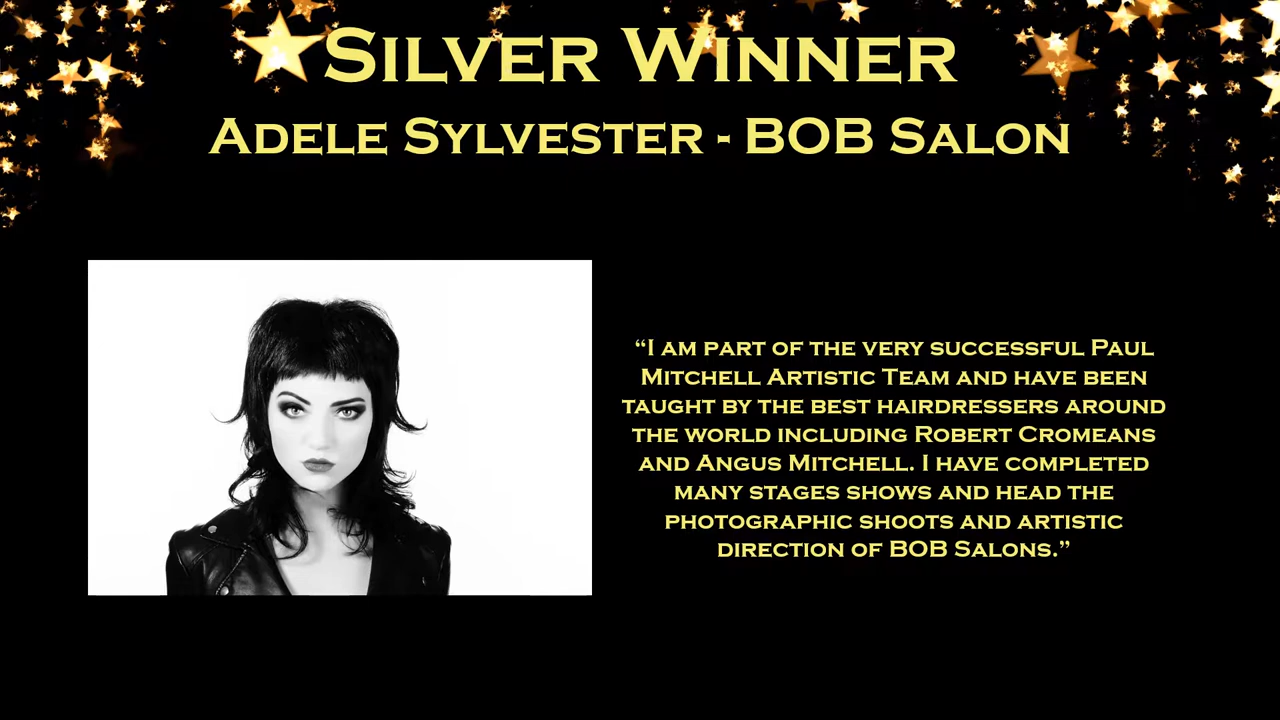 Silver Winner
Adele Sylvester - BOB Salon
“I am part of the very successful Paul
Mitchell Artistic Team and have been
taught by the best hairdressers around
the world including Robert Cromeans
and Angus Mitchell. I have completed
many stages shows and head the
photographic shoots and artistic
direction of BOB Salons.”